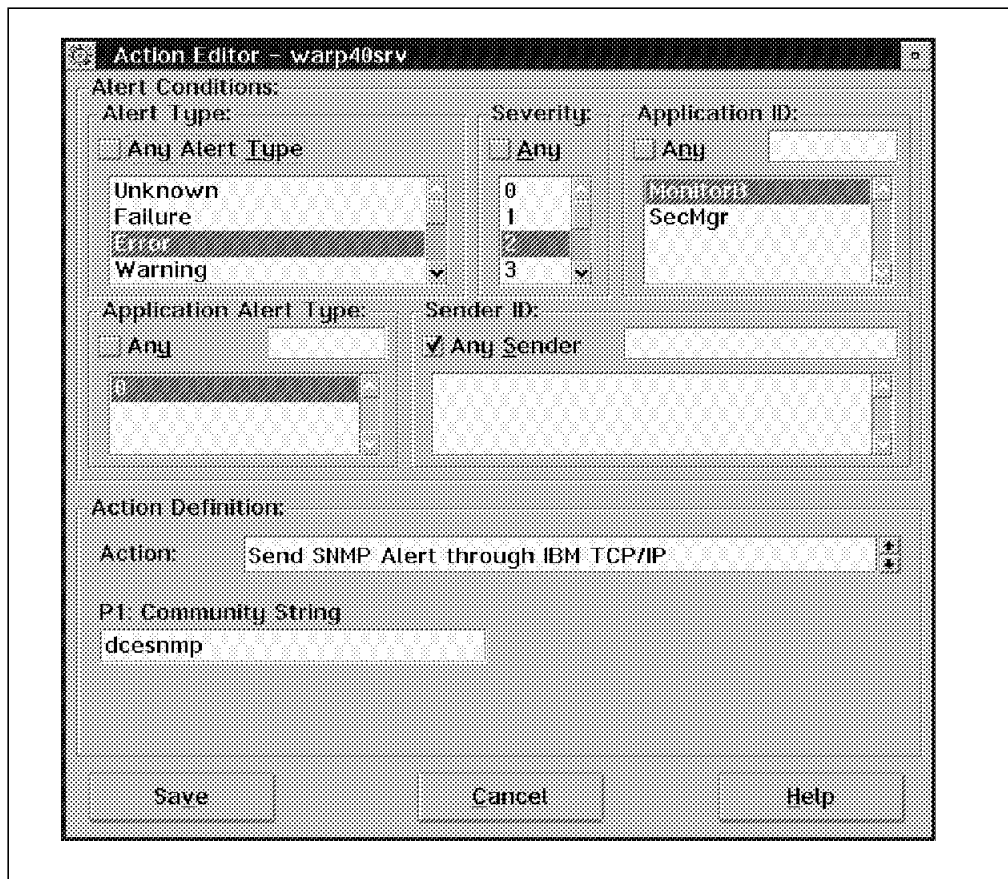 Action Editor - warp40srv
Alert Conditions:
Alert Type:
Any Alert Type
Unknown
Failure
Error
Warning
Severity:
Any
0
1
2
3
Application ID:
Any
MonitorB
SecMgr
Application Alert Type:
Any
0
Sender ID:
Any Sender
Action Definition:
Action:
Send SNMP Alert through IBM TCP/IP
P1: Community String
dcesnmp
Save
Cancel
Help